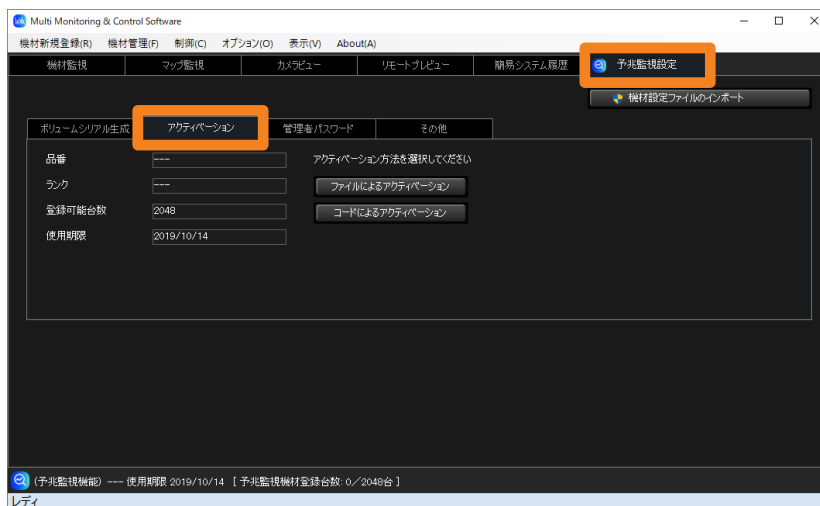 Multi Monitoring & Control Software
機材新規登録(R) 機材管理(F) 制御(C) オプション(O) 表示(V) About(A)
機材監視 マップ監視 カメラビュー リモートプレビュー 簡易システム履歴 予兆監視設定
機材設定ファイルのインポート
ボリュームシリアル生成 アクティベーション 管理者パスワード その他
品番 --- アクティベーション方法を選択してください
ランク --- ファイルによるアクティベーション
登録可能台数 2048 コードによるアクティベーション
使用期限 2019/10/14
(予兆監視機能) --- 使用期限 2019/10/14 [ 予兆監視機材登録台数: 0/2048台 ]
レディ